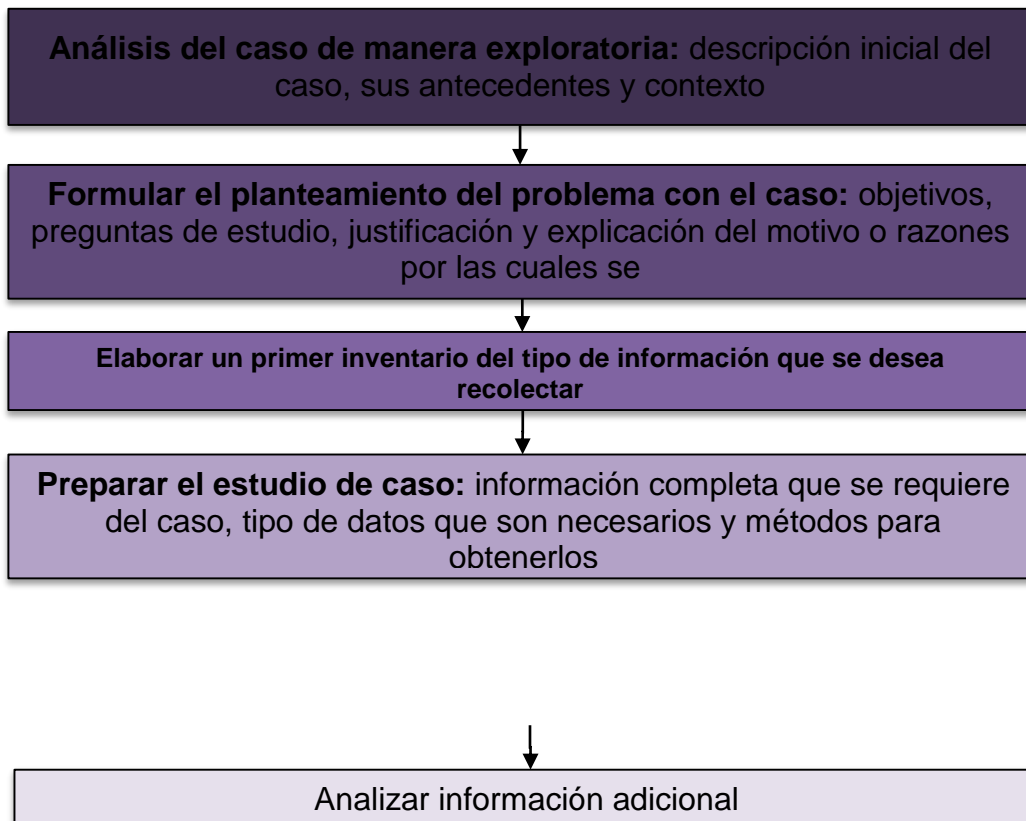 Análisis del caso de manera exploratoria: descripción inicial del
caso, sus antecedentes y contexto
Formular el planteamiento del problema con el caso: objetivos,
preguntas de estudio, justificación y explicación del motivo o razones
por las cuales se
Elaborar un primer inventario del tipo de información que se desea
recolectar
Preparar el estudio de caso: información completa que se requiere
del caso, tipo de datos que son necesarios y métodos para
obtenerlos
Analizar información adicional